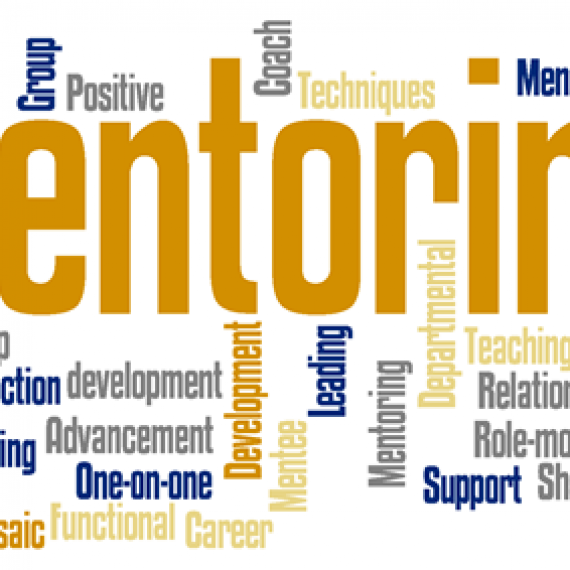 Group
Positive
Coach
Techniques
Men
entorin
p
development
Development
Leading
Departmental
Teaching
ction
Mentoring
Relation
Advancement
ing
Mentee
Role-mo
One-on-one
Support
Sh
saic
Functional
Career